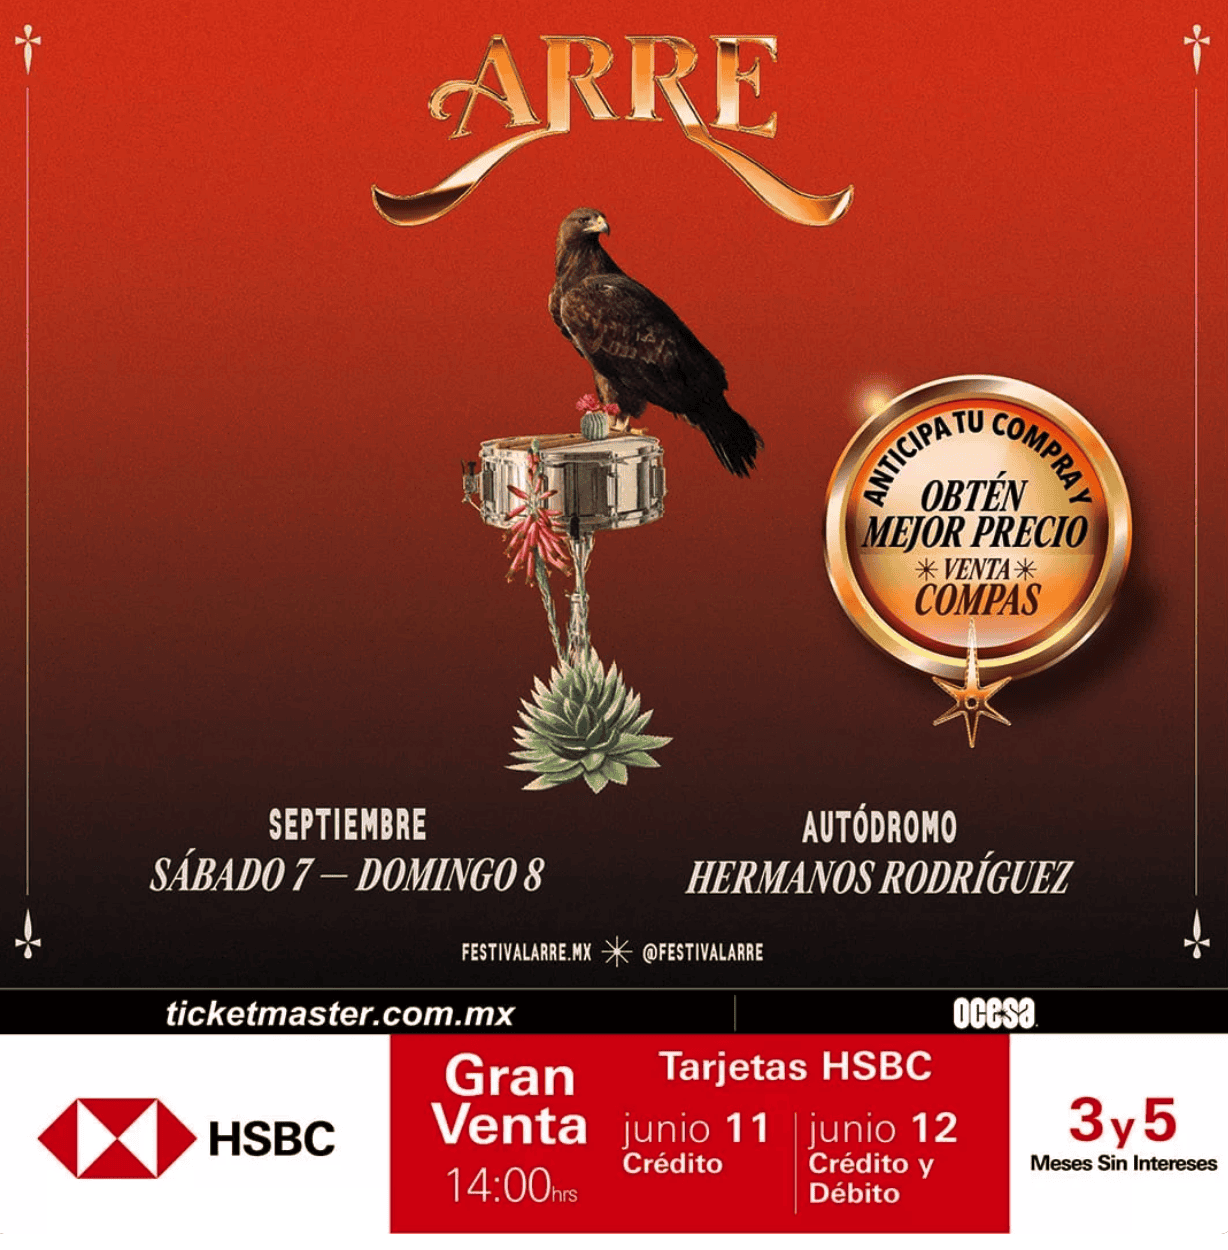 ARRE
ANTICIPA TU COMPRA Y
OBTÉN
MEJOR PRECIO
VENTA
COMPAS
SEPTIEMBRE
SÁBADO 7 — DOMINGO 8
AUTÓDROMO
HERMANOS RODRÍGUEZ
FESTIVALARRE.MX @FESTIVALARRE
ticketmaster.com.mx
ocesa
HSBC
Gran
Venta
14:00hrs
Tarjetas HSBC
junio 11
Crédito
junio 12
Crédito y
Débito
3 y 5
Meses Sin Intereses